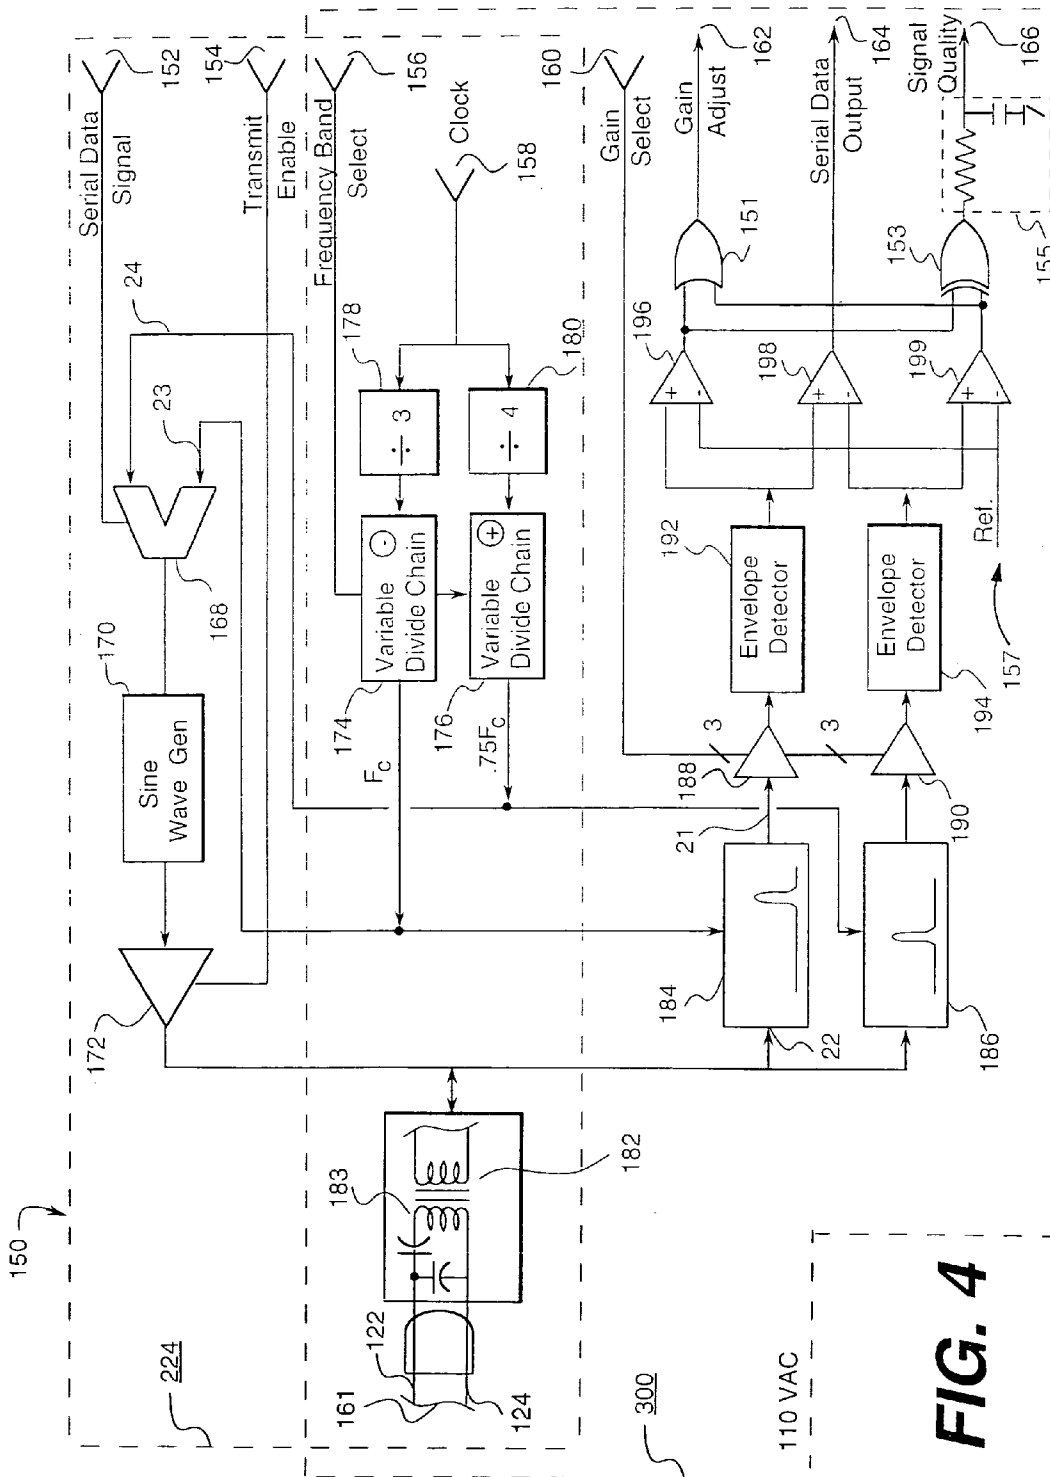 150
224
152
Serial Data
Signal
154
Transmit
Enable
156
Frequency Band
Select
Clock
158
160
Gain
Select
Gain
Adjust
162
Serial Data
Output
164
Signal
Quality
166
24
23
168
170
Sine
Wave Gen
172
178
÷ 3
180
÷ 4
174
Variable -
Divide Chain
176
Variable +
Divide Chain
Fc
.75Fc
151
153
155
196
+
-
198
+
-
199
+
-
192
Envelope
Detector
194
Envelope
Detector
Ref.
157
3
3
188
190
21
184
22
186
183
182
122
161
124
300
110 VAC
FIG. 4